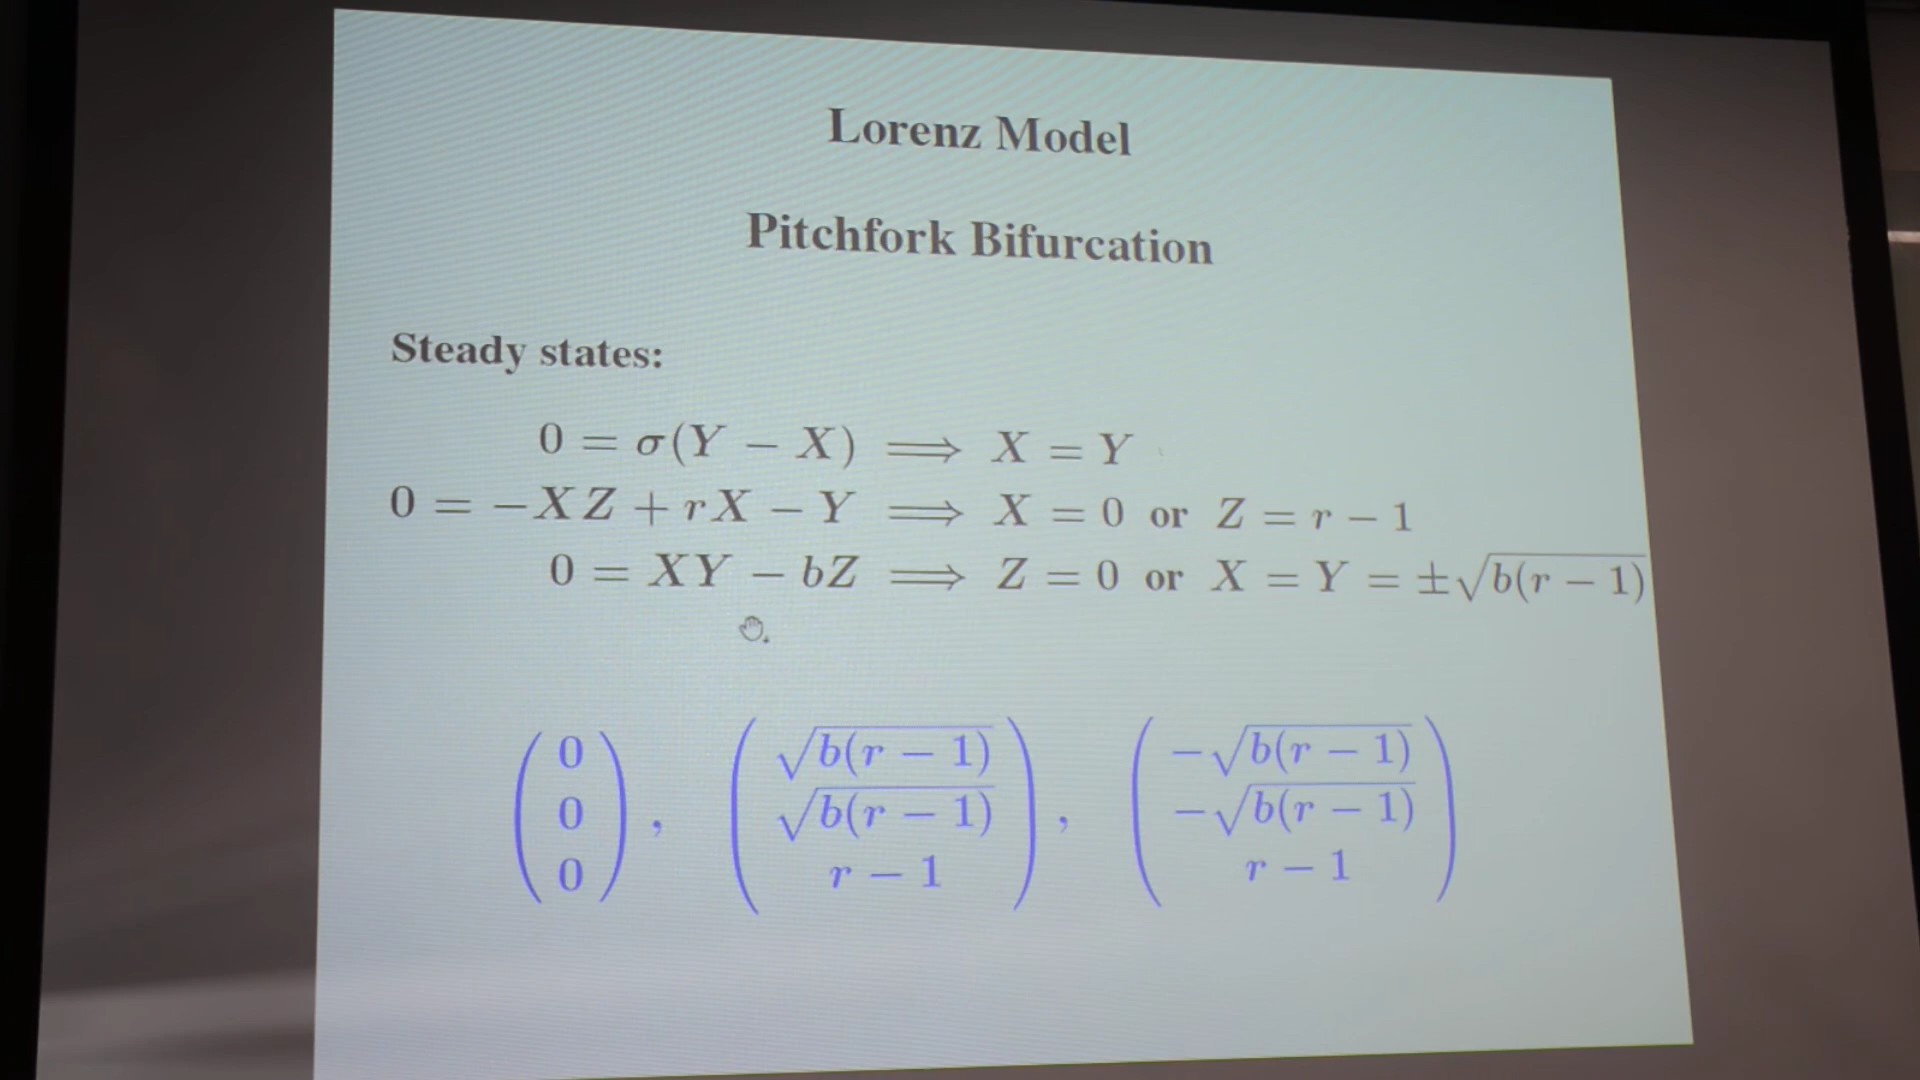 Lorenz Model
Pitchfork Bifurcation
Steady states:
0 = σ(Y − X) ⟹ X = Y
0 = −XZ + rX − Y ⟹ X = 0 or Z = r − 1
0 = XY − bZ ⟹ Z = 0 or X = Y = ±√b(r − 1)
( 0 0 0 ) , ( √b(r − 1) √b(r − 1) r − 1 ) , ( −√b(r − 1) −√b(r − 1) r − 1 )